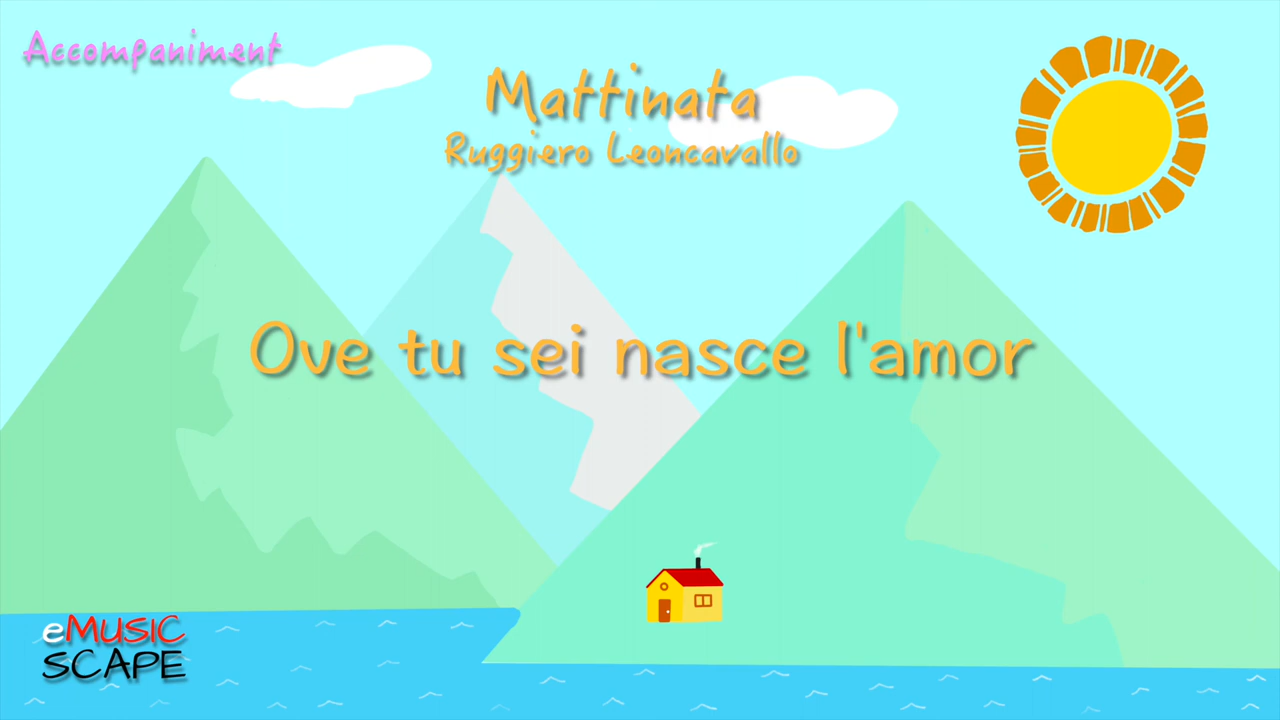 Accompaniment
Mattinata
Ruggiero Leoncavallo
Ove tu sei nasce l'amor
eMUSIC
SCAPE